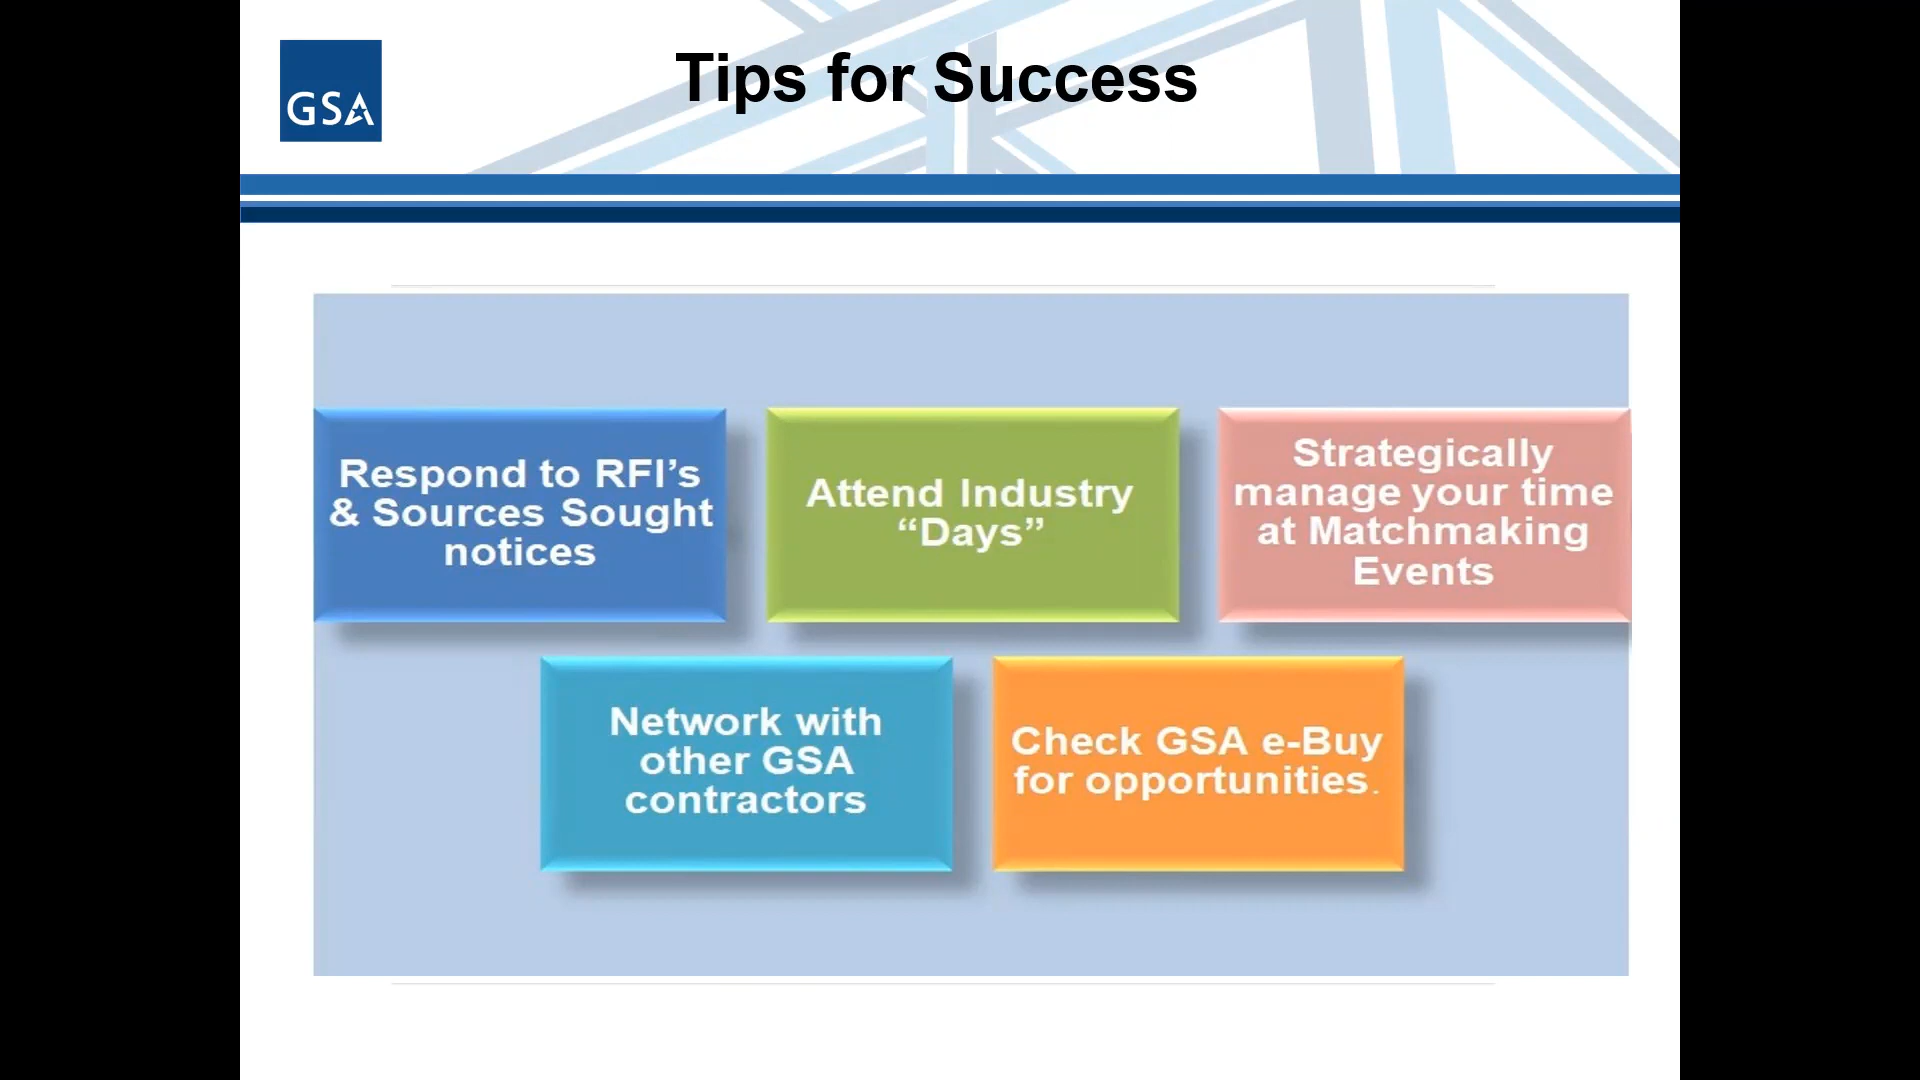 GSA
Tips for Success
Respond to RFI’s
& Sources Sought
notices
Attend Industry
“Days”
Strategically
manage your time
at Matchmaking
Events
Network with
other GSA
contractors
Check GSA e-Buy
for opportunities.